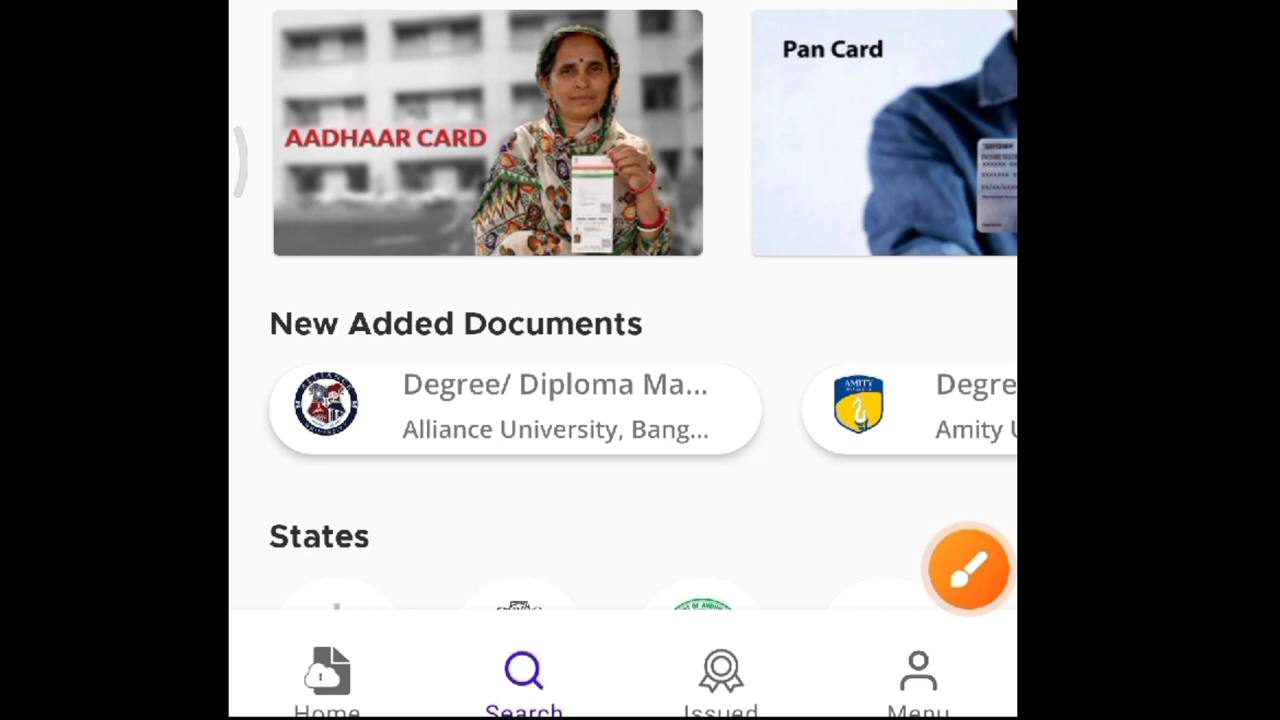 Pan Card
AADHAAR CARD
New Added Documents
Degree/ Diploma Ma...
Alliance University, Bang...
AMITY
Degre
Amity U
States
Home
Search
Issued
Menu